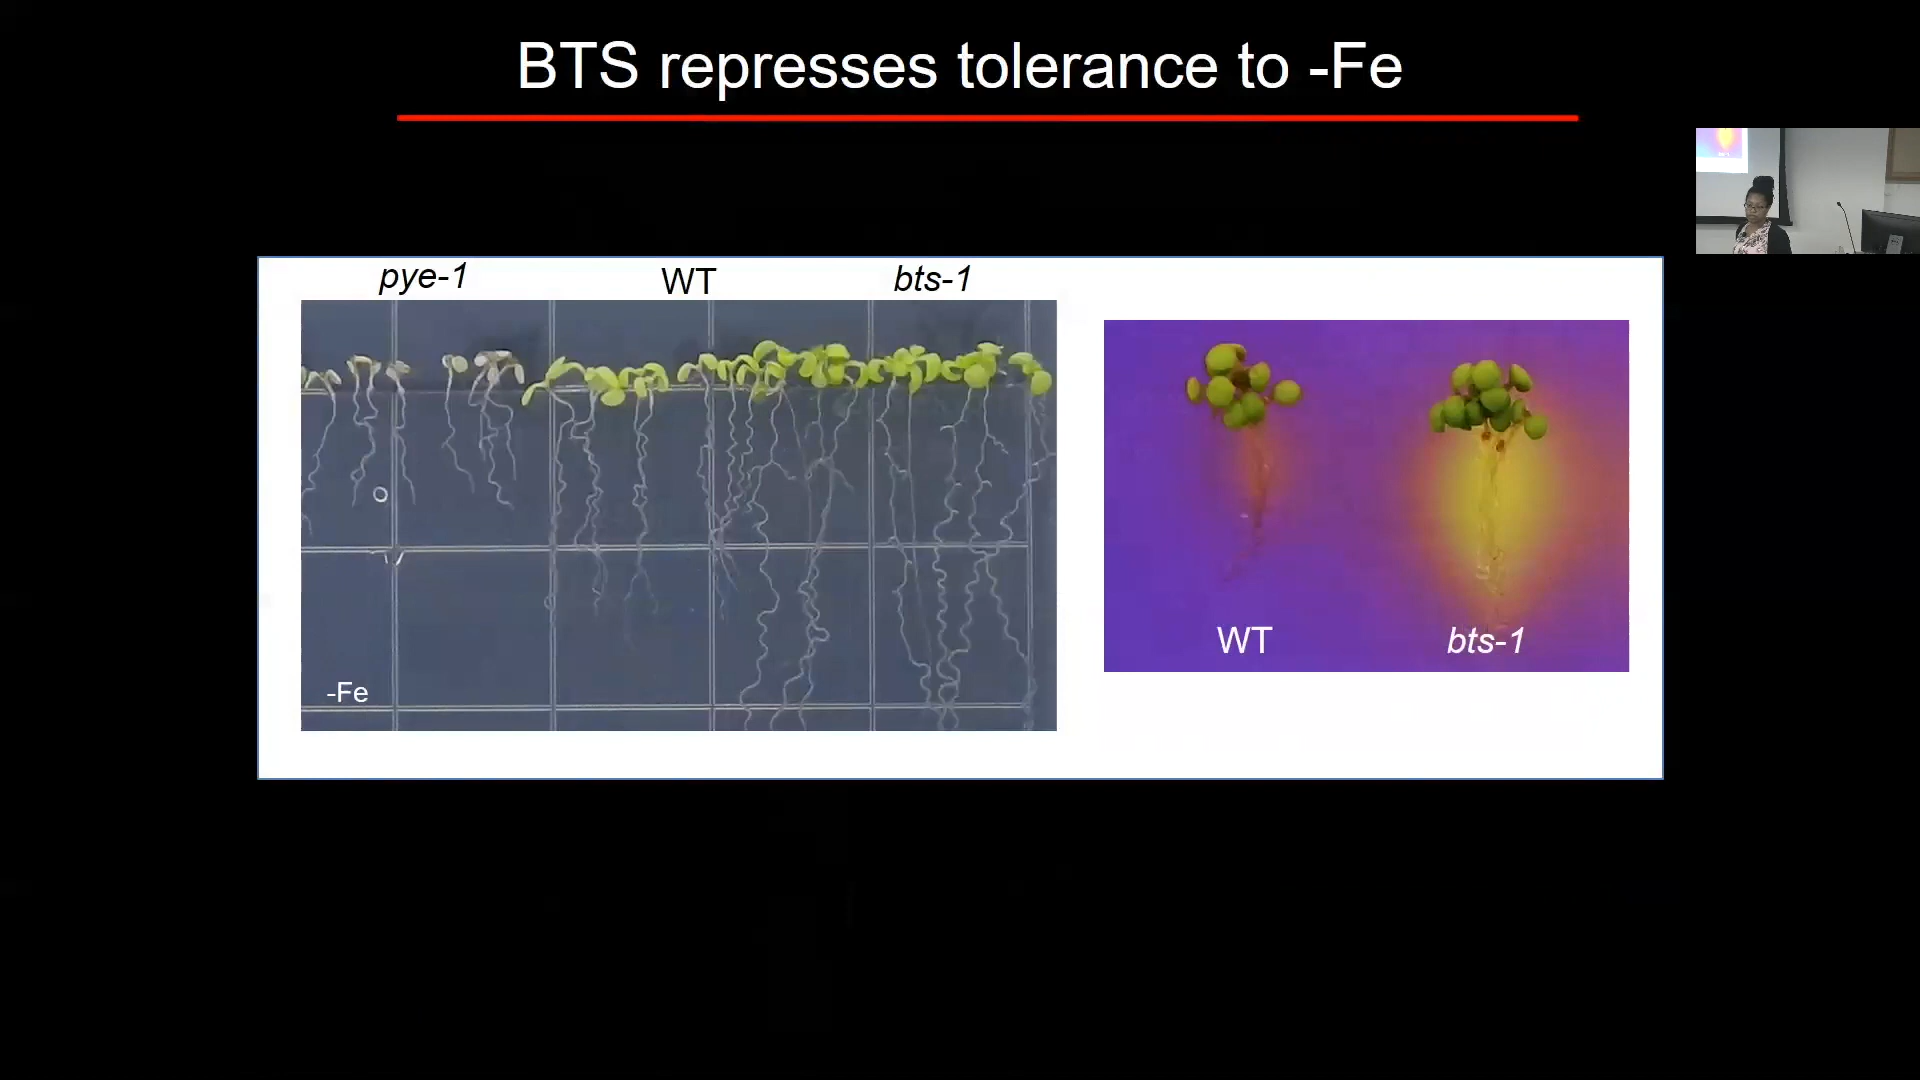 BTS represses tolerance to -Fe
pye-1 WT bts-1
-Fe
WT bts-1